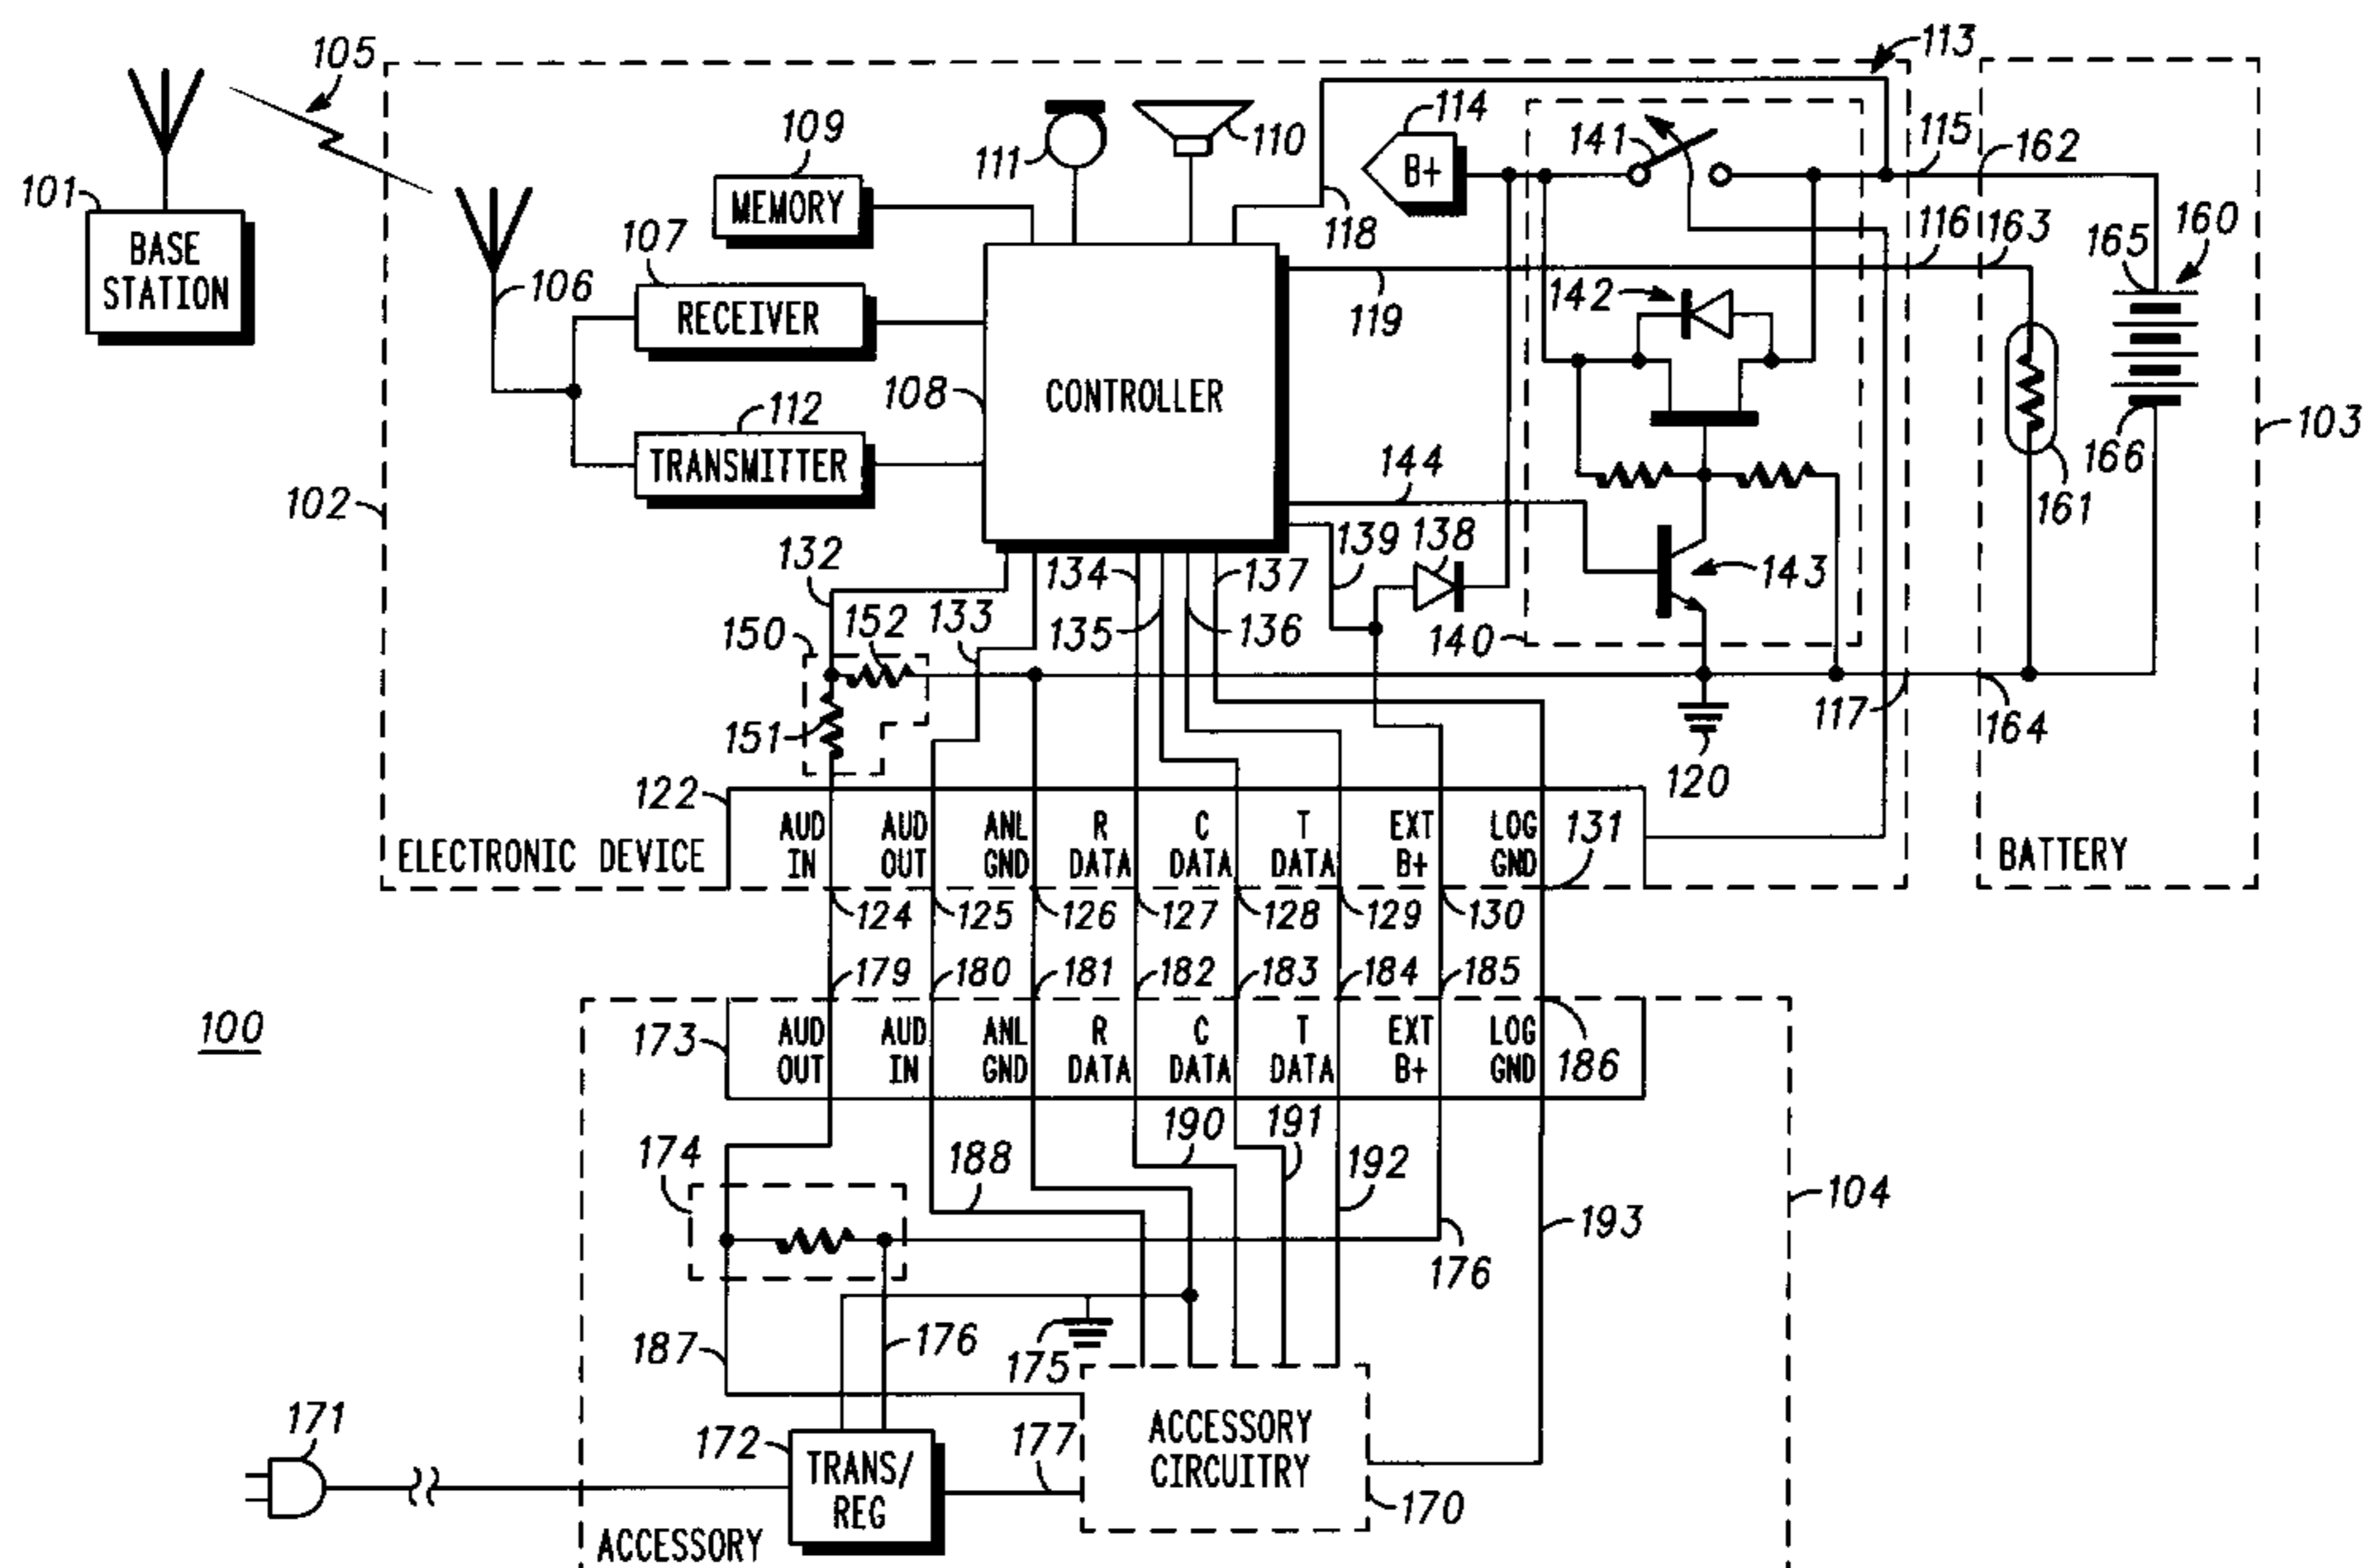 113
105
114
109
110
141
115
162
111
B+
101
MEMORY
118
116
163
165
160
BASE
STATION
107
106
RECEIVER
142
119
108
CONTROLLER
112
103
TRANSMITTER
144
166
102
161
132
134
139
138
137
143
150
152
133
135
136
140
151
117
164
122
120
AUD
IN
AUD
OUT
ANL
GND
R
DATA
C
DATA
T
DATA
EXT
B+
LOG
GND
131
ELECTRONIC DEVICE
BATTERY
124
125
126
127
128
129
130
179
180
181
182
183
184
185
100
173
AUD
OUT
AUD
IN
ANL
GND
R
DATA
C
DATA
T
DATA
EXT
B+
LOG
GND
186
174
188
190
191
192
104
193
176
187
176
175
171
172
TRANS/
REG
177
ACCESSORY
CIRCUITRY
170
ACCESSORY